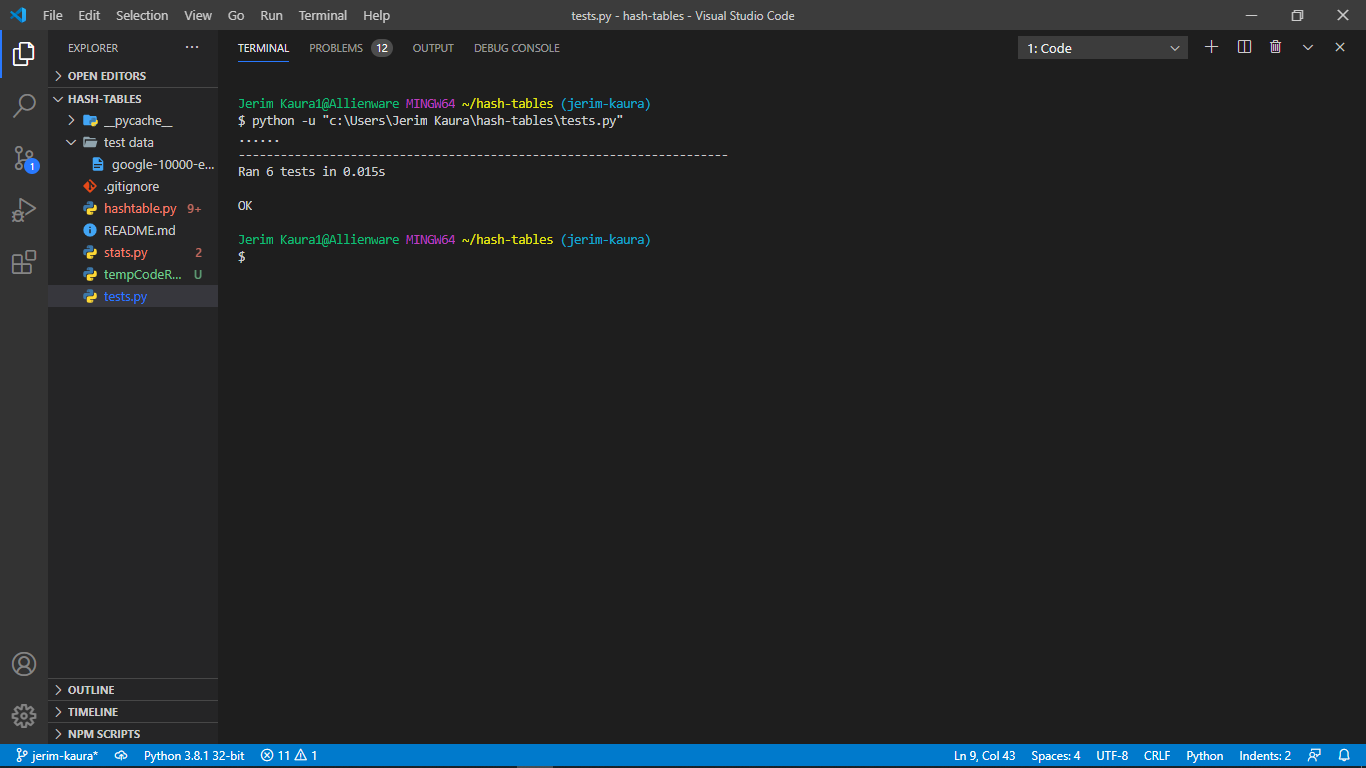 File Edit Selection View Go Run Terminal Help
tests.py - hash-tables - Visual Studio Code
EXPLORER
OPEN EDITORS
HASH-TABLES
__pycache__
test data
google-10000-e...
.gitignore
hashtable.py 9+
README.md
stats.py 2
tempCodeR... U
tests.py
OUTLINE
TIMELINE
NPM SCRIPTS
1
TERMINAL PROBLEMS 12 OUTPUT DEBUG CONSOLE
1: Code
Jerim Kaura1@Allienware MINGW64 ~/hash-tables (jerim-kaura)
$ python -u "c:\Users\Jerim Kaura\hash-tables\tests.py"
......
----------------------------------------------------------------------
Ran 6 tests in 0.015s
OK
Jerim Kaura1@Allienware MINGW64 ~/hash-tables (jerim-kaura)
$
jerim-kaura* Python 3.8.1 32-bit 11 1 Ln 9, Col 43 Spaces: 4 UTF-8 CRLF Python Indents: 2